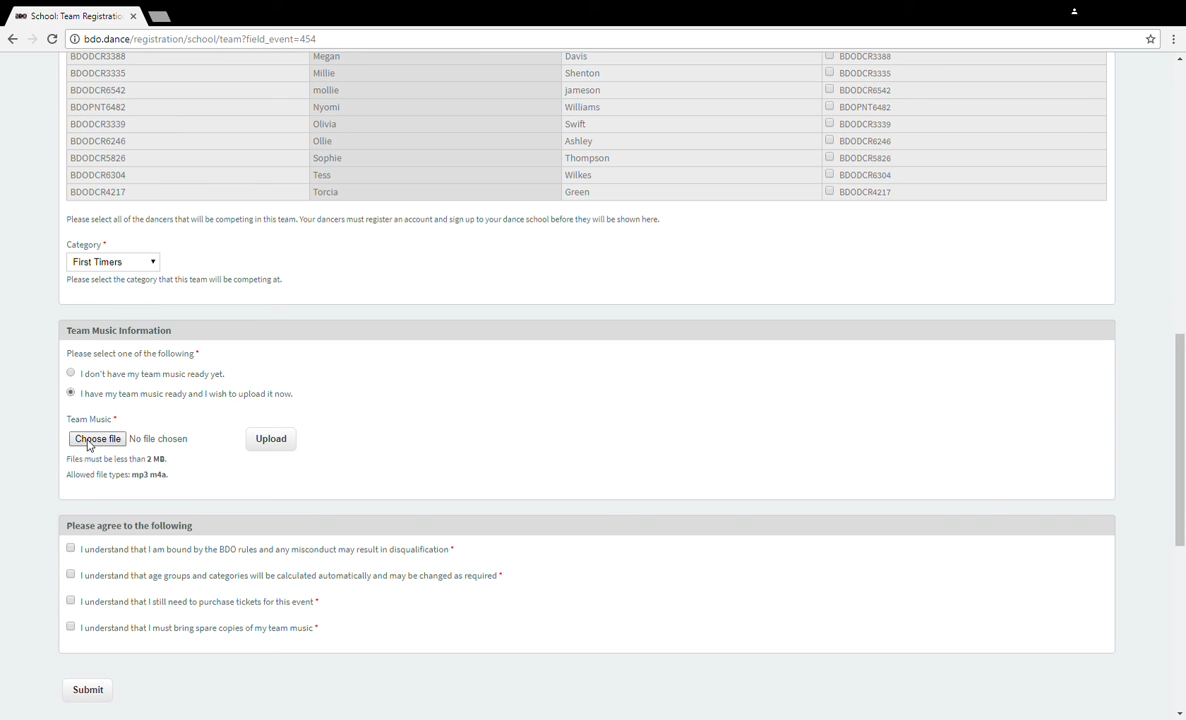 BDO School: Team Registratio
bdo.dance/registration/school/team?field_event=454
BDODCR3388 Megan Davis BDODCR3388
BDODCR3335 Millie Shenton BDODCR3335
BDODCR6542 mollie jameson BDODCR6542
BDOPNT6482 Nyomi Williams BDOPNT6482
BDODCR3339 Olivia Swift BDODCR3339
BDODCR6246 Ollie Ashley BDODCR6246
BDODCR5826 Sophie Thompson BDODCR5826
BDODCR6304 Tess Wilkes BDODCR6304
BDODCR4217 Torcia Green BDODCR4217
Please select all of the dancers that will be competing in this team. Your dancers must register an account and sign up to your dance school before they will be shown here.
Category *
First Timers
Please select the category that this team will be competing at.
Team Music Information
Please select one of the following *
I don't have my team music ready yet.
I have my team music ready and I wish to upload it now.
Team Music *
Choose file No file chosen Upload
Files must be less than 2 MB.
Allowed file types: mp3 m4a.
Please agree to the following
I understand that I am bound by the BDO rules and any misconduct may result in disqualification *
I understand that age groups and categories will be calculated automatically and may be changed as required *
I understand that I still need to purchase tickets for this event *
I understand that I must bring spare copies of my team music *
Submit